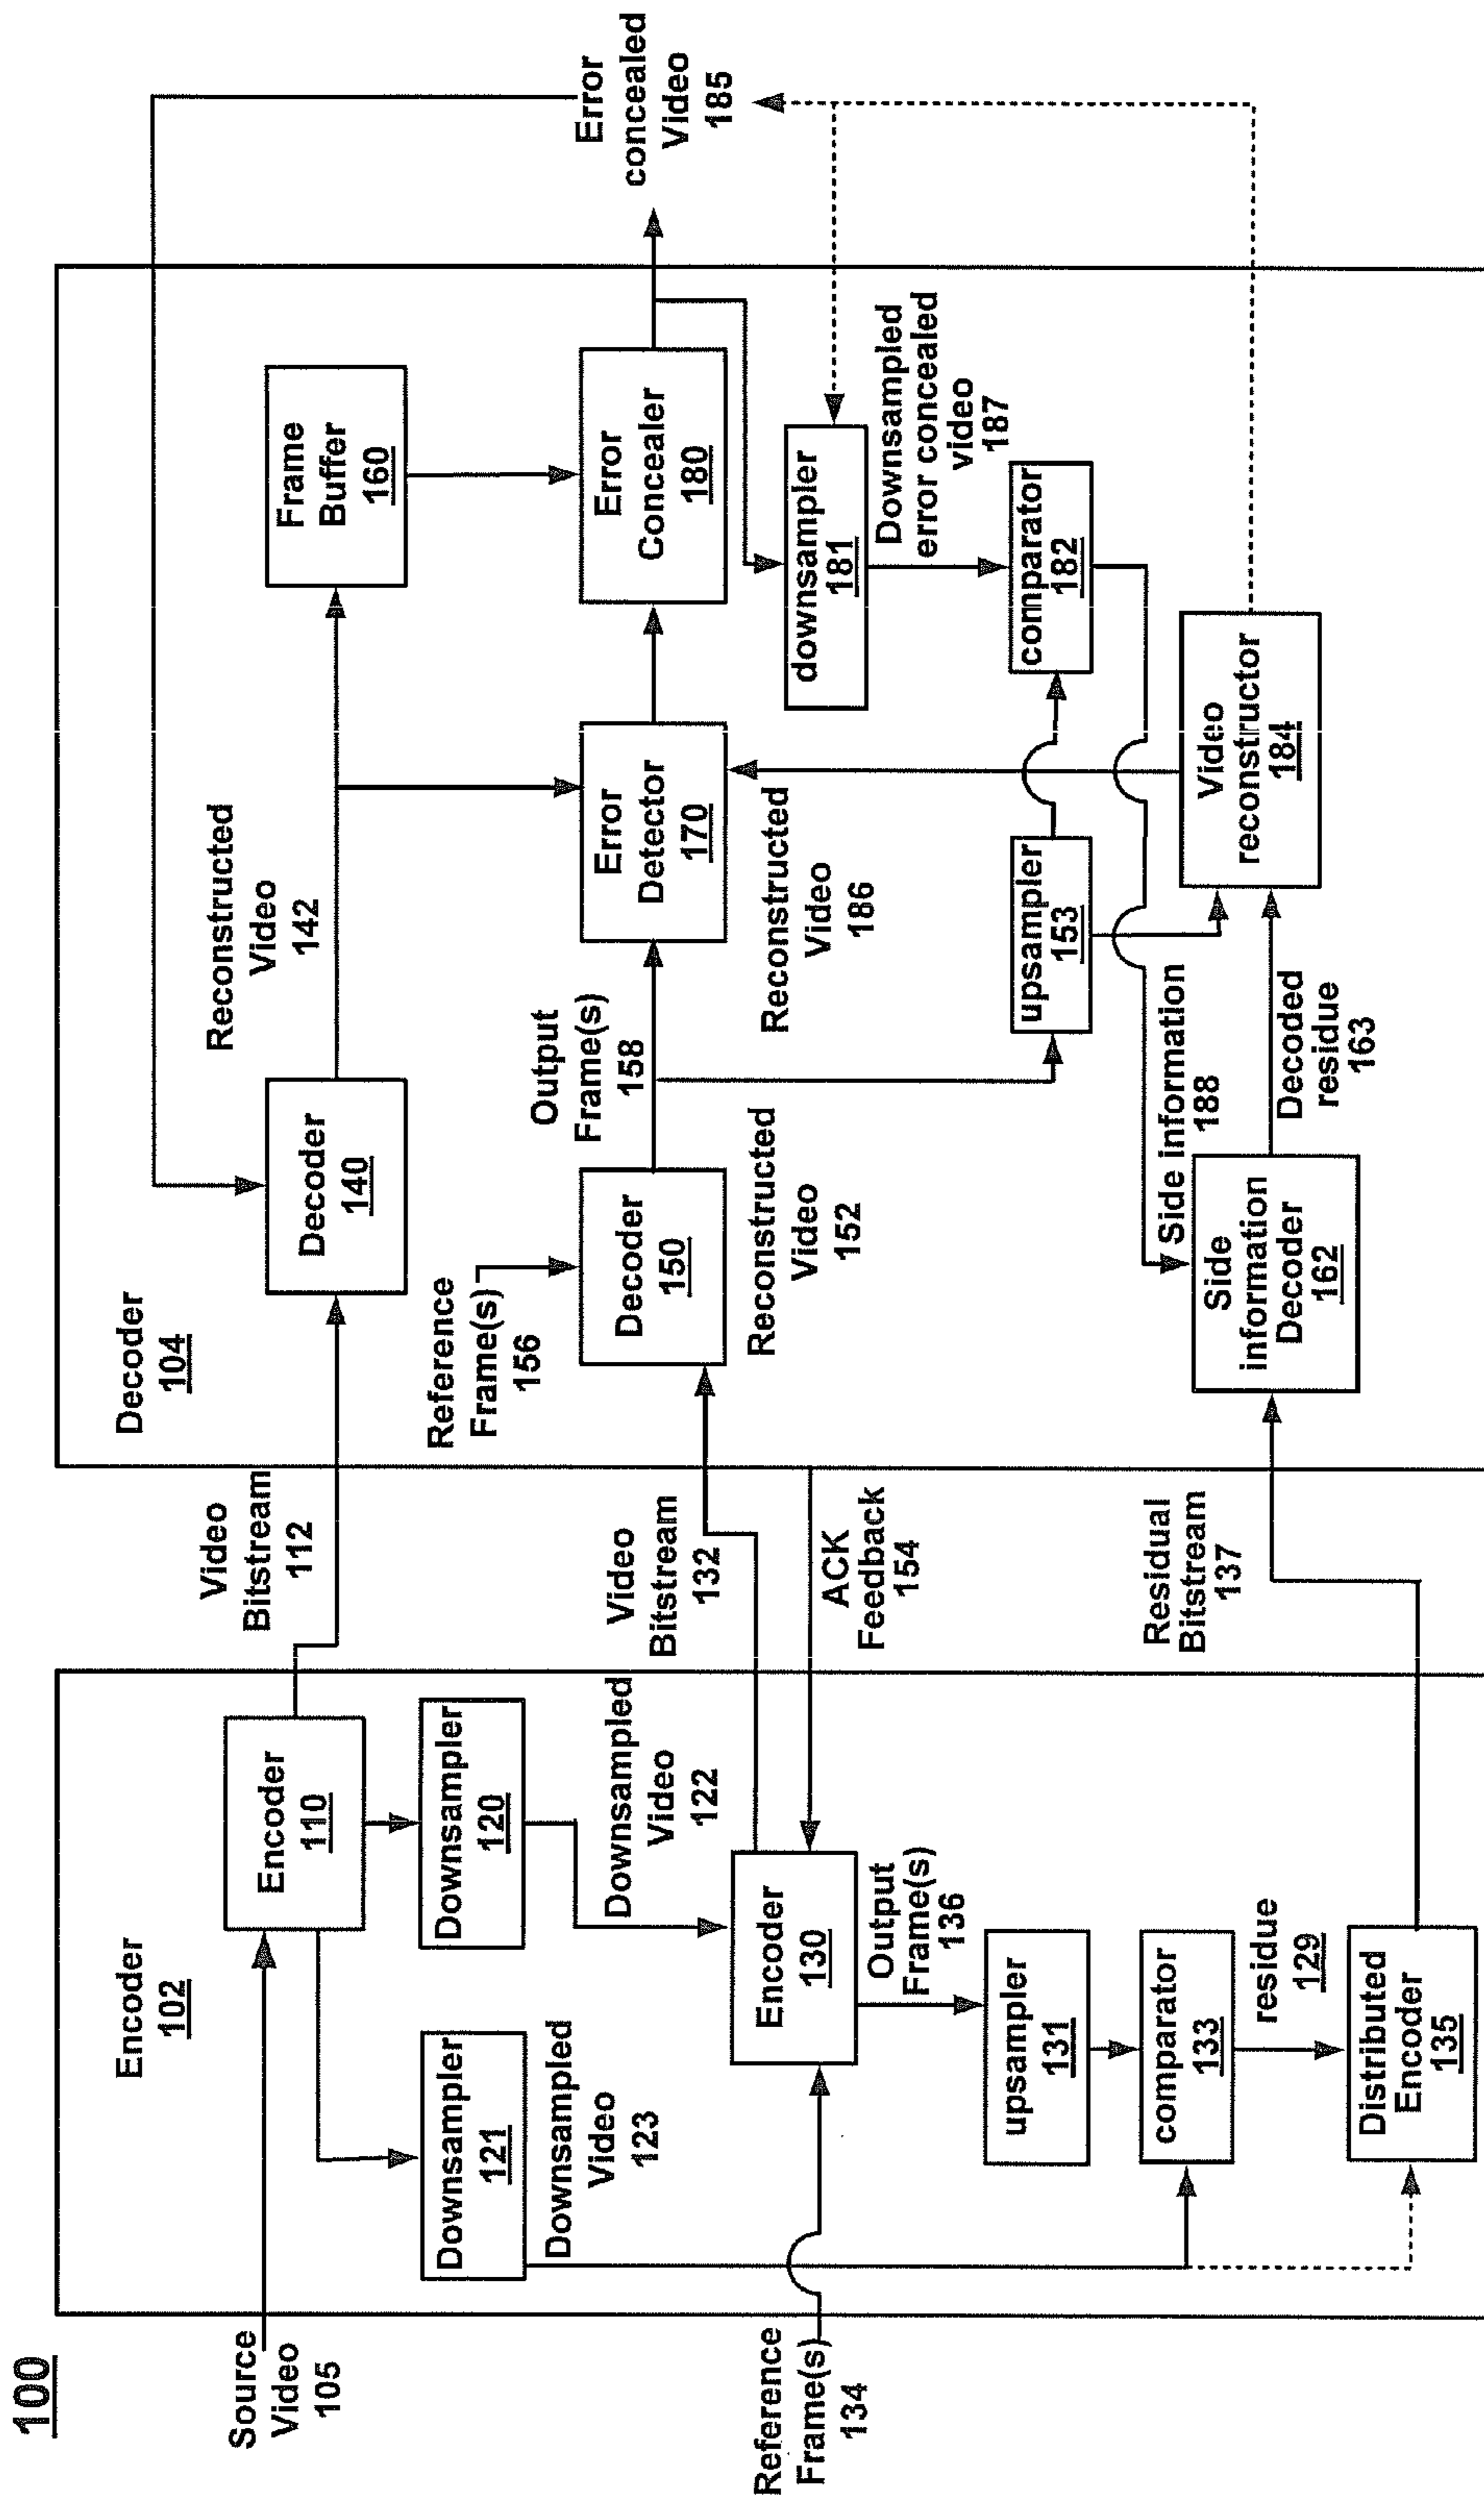 100
Source
Video
105
Encoder
102
Encoder
110
Downsampler
121
Downsampler
120
Downsampled
Video
123
Downsampled
Video
122
Reference
Frame(s)
134
Encoder
130
Output
Frame(s)
136
upsampler
131
comparator
133
residue
129
Distributed
Encoder
135
Video
Bitstream
112
Video
Bitstream
132
ACK
Feedback
154
Residual
Bitstream
137
Decoder
104
Decoder
140
Reconstructed
Video
142
Frame
Buffer
160
Reference
Frame(s)
156
Decoder
150
Reconstructed
Video
152
Output
Frame(s)
158
Error
Detector
170
Error
Concealer
180
Error
concealed
Video
185
Reconstructed
Video
186
downsampler
181
Downsampled
error concealed
video
187
upsampler
153
comparator
182
Side information
188
Side
information
Decoder
162
Decoded
residue
163
Video
reconstructor
184